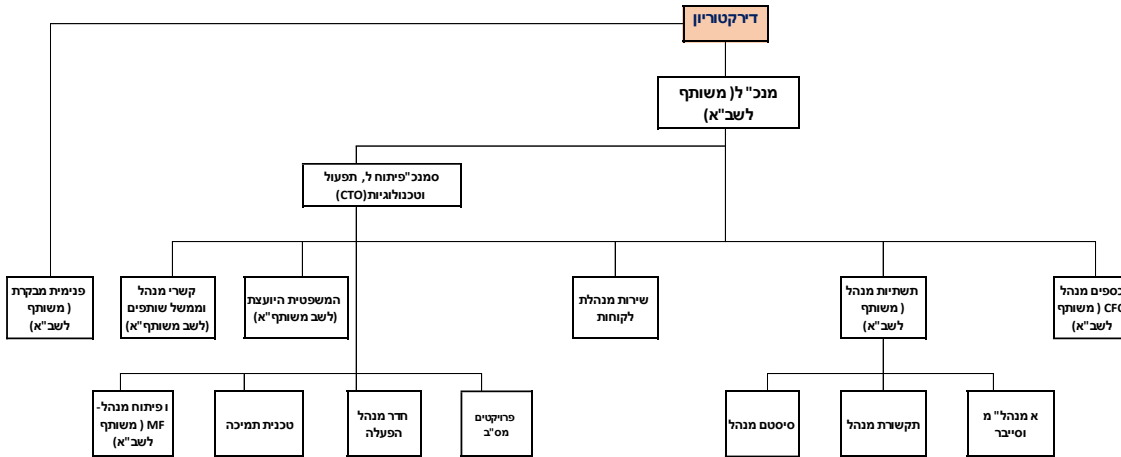 דירקטוריון
מנכ"ל( משותף
לשב"א)
סמנכ"פיתוח ל, תפעול
וטכנולוגיות(CTO)
פנימית מבקרת
( משותף
לשב"א)
קשרי מנהל
וממשל שותפים
(לשב משותף"א)
המשפטית היועצת
(לשב משותף"א)
שירות מנהלת
לקוחות
תשתיות מנהל
( משותף
לשב"א)
כספים מנהל
CFO ( משותף
לשב"א)
ו פיתוח מנהל-
MF ( משותף
לשב"א)
טכנית תמיכה
חדר מנהל
הפעלה
פרויקטים
מס"ב
סיסטם מנהל
תקשורת מנהל
א מנהל" מ
וסייבר